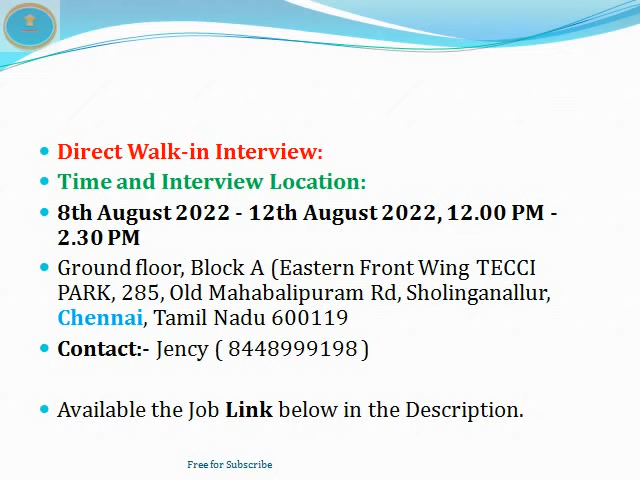 Direct Walk-in Interview:
Time and Interview Location:
8th August 2022 - 12th August 2022, 12.00 PM -
2.30 PM
Ground floor, Block A (Eastern Front Wing TECCI
PARK, 285, Old Mahabalipuram Rd, Sholinganallur,
Chennai, Tamil Nadu 600119
Contact:- Jency ( 8448999198 )
Available the Job Link below in the Description.
Free for Subscribe